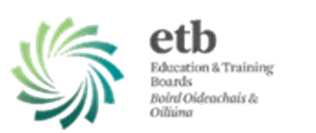 etb
Education & Training
Boards
Boird Oideachais &
Oiliúna